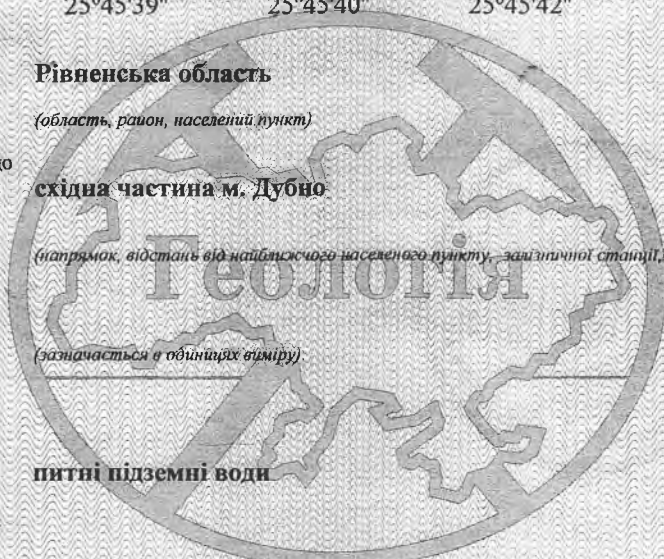 25°45'39" 25°45'40" 25°45'42"
Рівненська область
(область, район, населений пункт)
до
східна частина м. Дубно
(напрямок, відстань від найближчого населеного пункту, залізничної станції,
Геологія
(зазначається в одиницях виміру)
питні підземні води